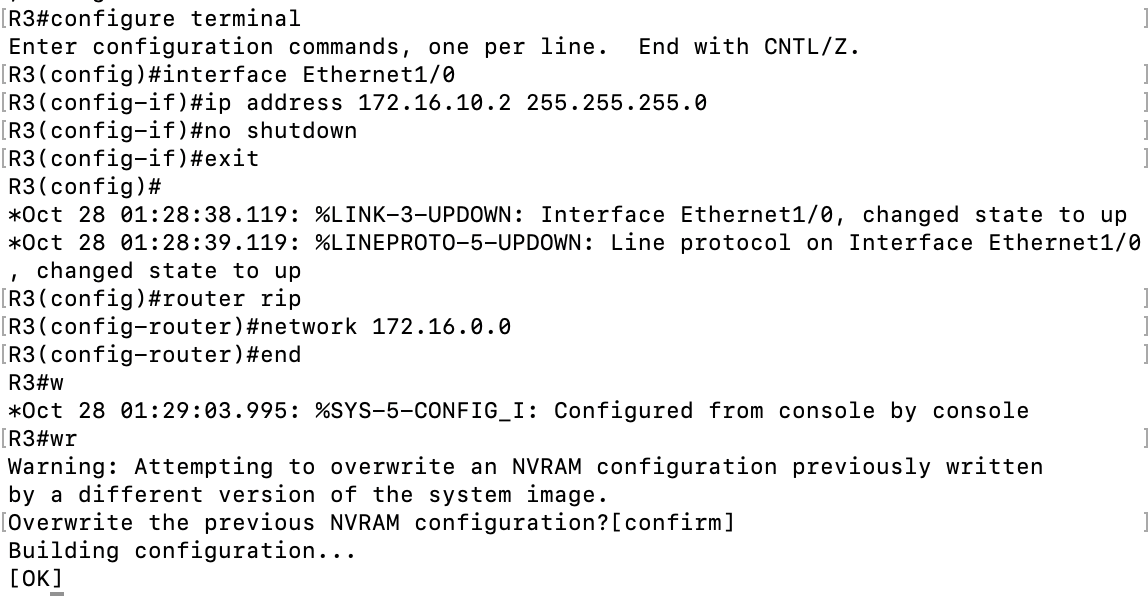 [R3#configure terminal ]
Enter configuration commands, one per line.  End with CNTL/Z.
[R3(config)#interface Ethernet1/0 ]
[R3(config-if)#ip address 172.16.10.2 255.255.255.0 ]
[R3(config-if)#no shutdown ]
[R3(config-if)#exit ]
R3(config)#
*Oct 28 01:28:38.119: %LINK-3-UPDOWN: Interface Ethernet1/0, changed state to up
*Oct 28 01:28:39.119: %LINEPROTO-5-UPDOWN: Line protocol on Interface Ethernet1/0
, changed state to up
[R3(config)#router rip ]
[R3(config-router)#network 172.16.0.0 ]
[R3(config-router)#end ]
R3#w
*Oct 28 01:29:03.995: %SYS-5-CONFIG_I: Configured from console by console
[R3#wr ]
Warning: Attempting to overwrite an NVRAM configuration previously written
by a different version of the system image.
[Overwrite the previous NVRAM configuration?[confirm] ]
Building configuration...
[OK]